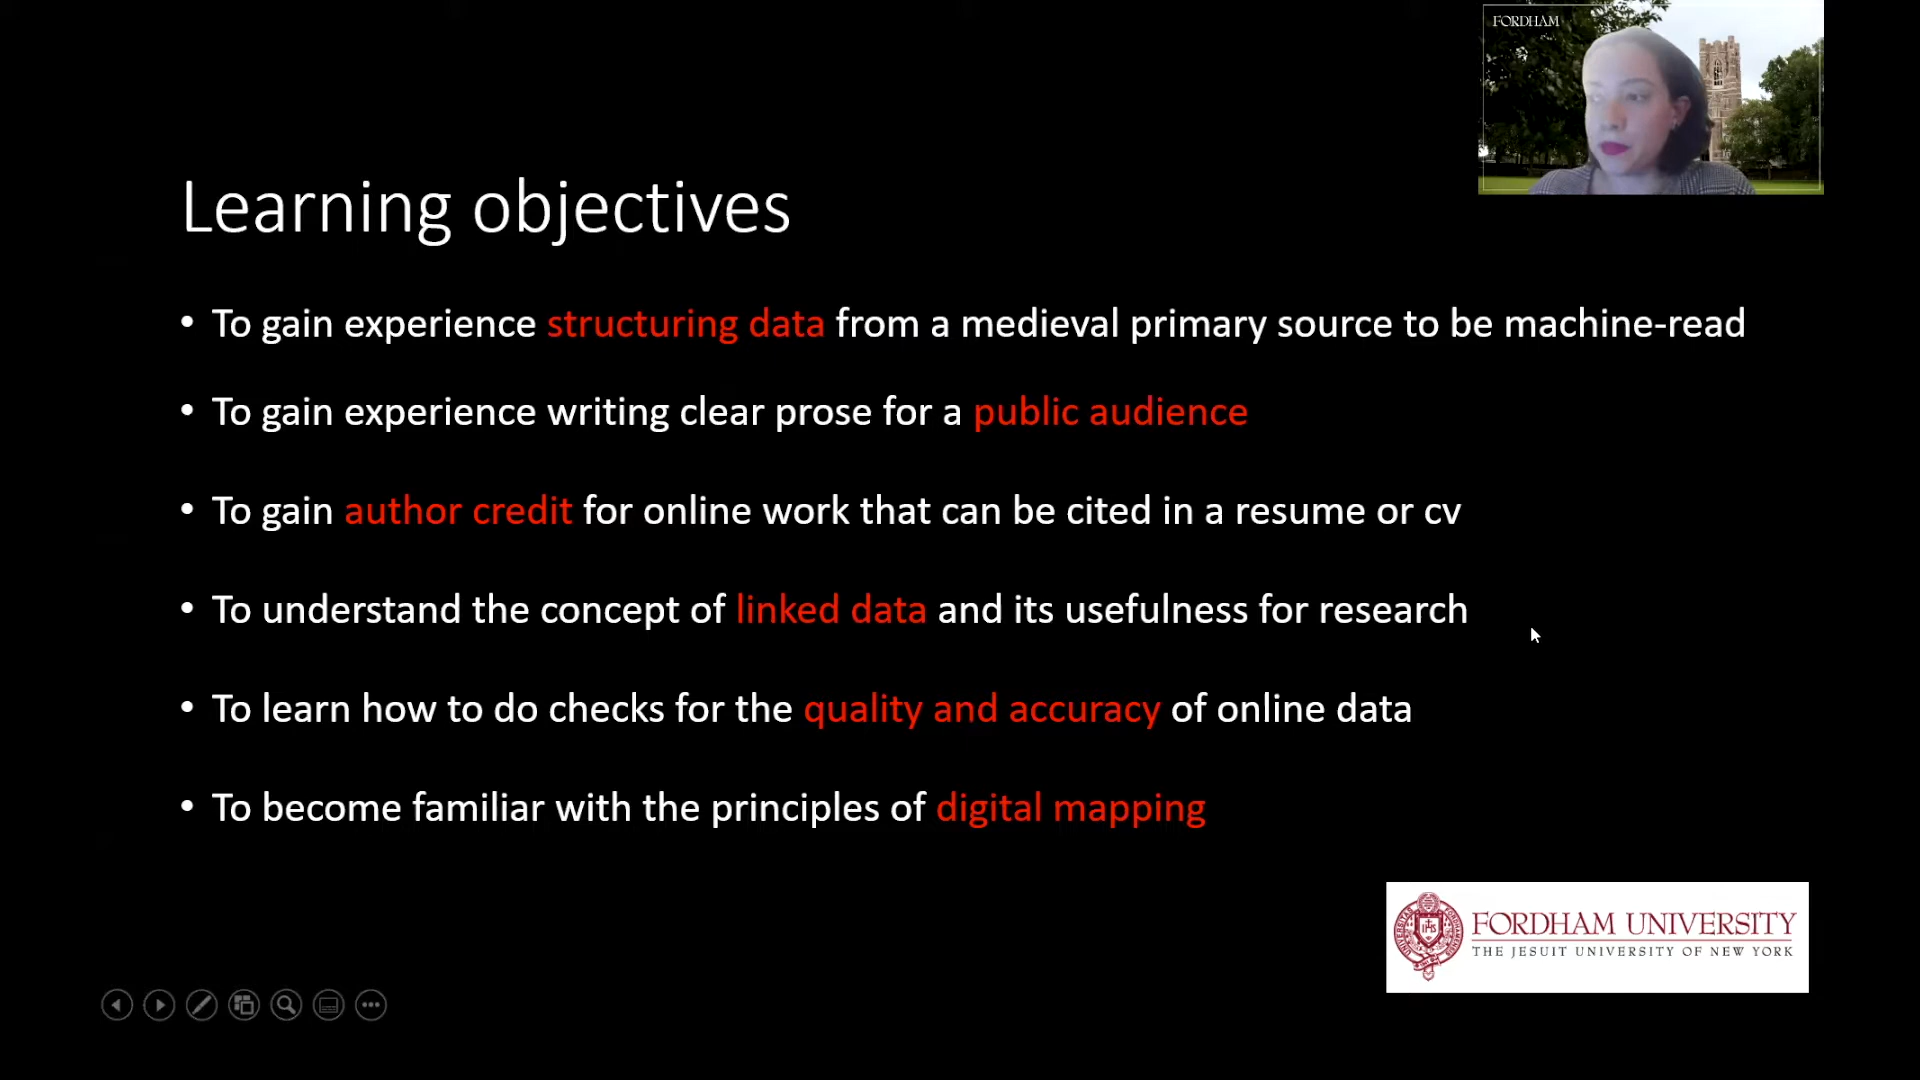 FORDHAM
Learning objectives
• To gain experience structuring data from a medieval primary source to be machine-read
• To gain experience writing clear prose for a public audience
• To gain author credit for online work that can be cited in a resume or cv
• To understand the concept of linked data and its usefulness for research
• To learn how to do checks for the quality and accuracy of online data
• To become familiar with the principles of digital mapping
FORDHAM UNIVERSITY
THE JESUIT UNIVERSITY OF NEW YORK